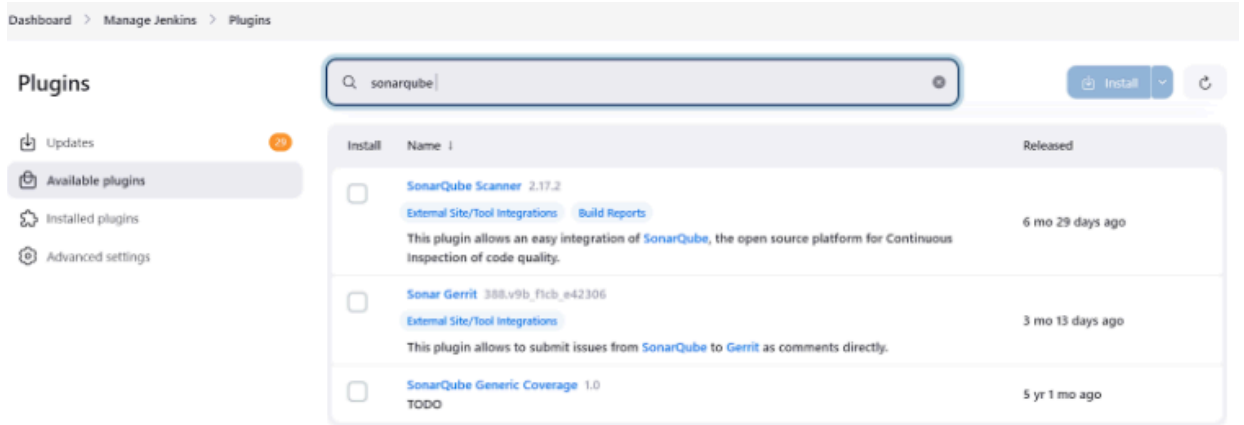 Dashboard > Manage Jenkins > Plugins
Plugins
sonarqube
Install
Updates
29
Available plugins
Installed plugins
Advanced settings
Install Name ↓ Released
SonarQube Scanner 2.17.2
External Site/Tool Integrations Build Reports
This plugin allows an easy integration of SonarQube, the open source platform for Continuous
Inspection of code quality.
6 mo 29 days ago
Sonar Gerrit 388.v9b_f1cb_e42306
External Site/Tool Integrations
This plugin allows to submit issues from SonarQube to Gerrit as comments directly.
3 mo 13 days ago
SonarQube Generic Coverage 1.0
TODO
5 yr 1 mo ago